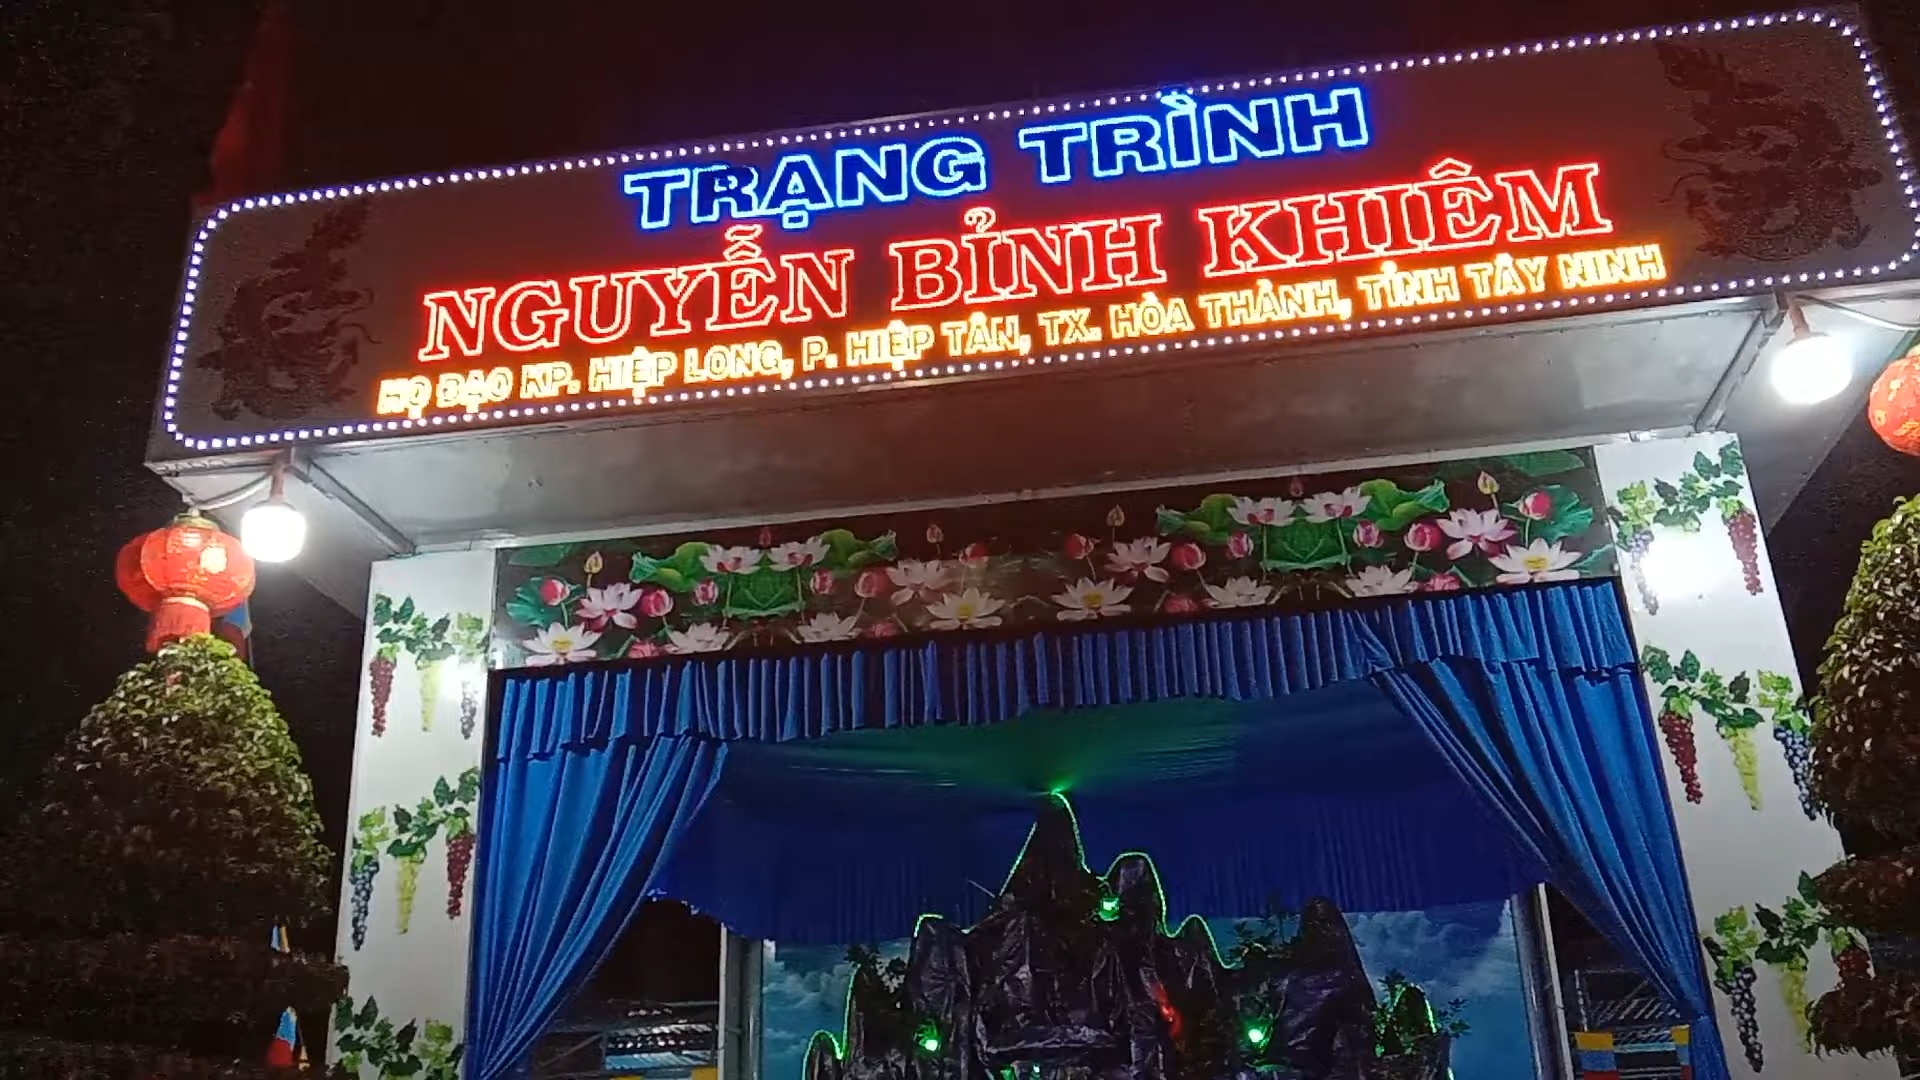 TRẠNG TRÌNH
NGUYỄN BỈNH KHIÊM
HỌ ĐẠO KP. HIỆP LONG, P. HIỆP TÂN, TX. HÒA THÀNH, TỈNH TÂY NINH